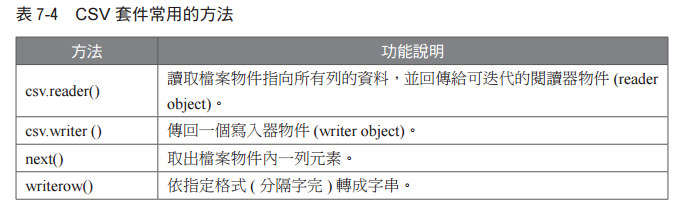 表 7-4 CSV 套件常用的方法
方法 功能說明
csv.reader() 讀取檔案物件指向所有列的資料，並回傳給可迭代的閱讀器物件 (reader
object)。
csv.writer () 傳回一個寫入器物件 (writer object)。
next() 取出檔案物件內一列元素。
writerow() 依指定格式 ( 分隔字完 ) 轉成字串。